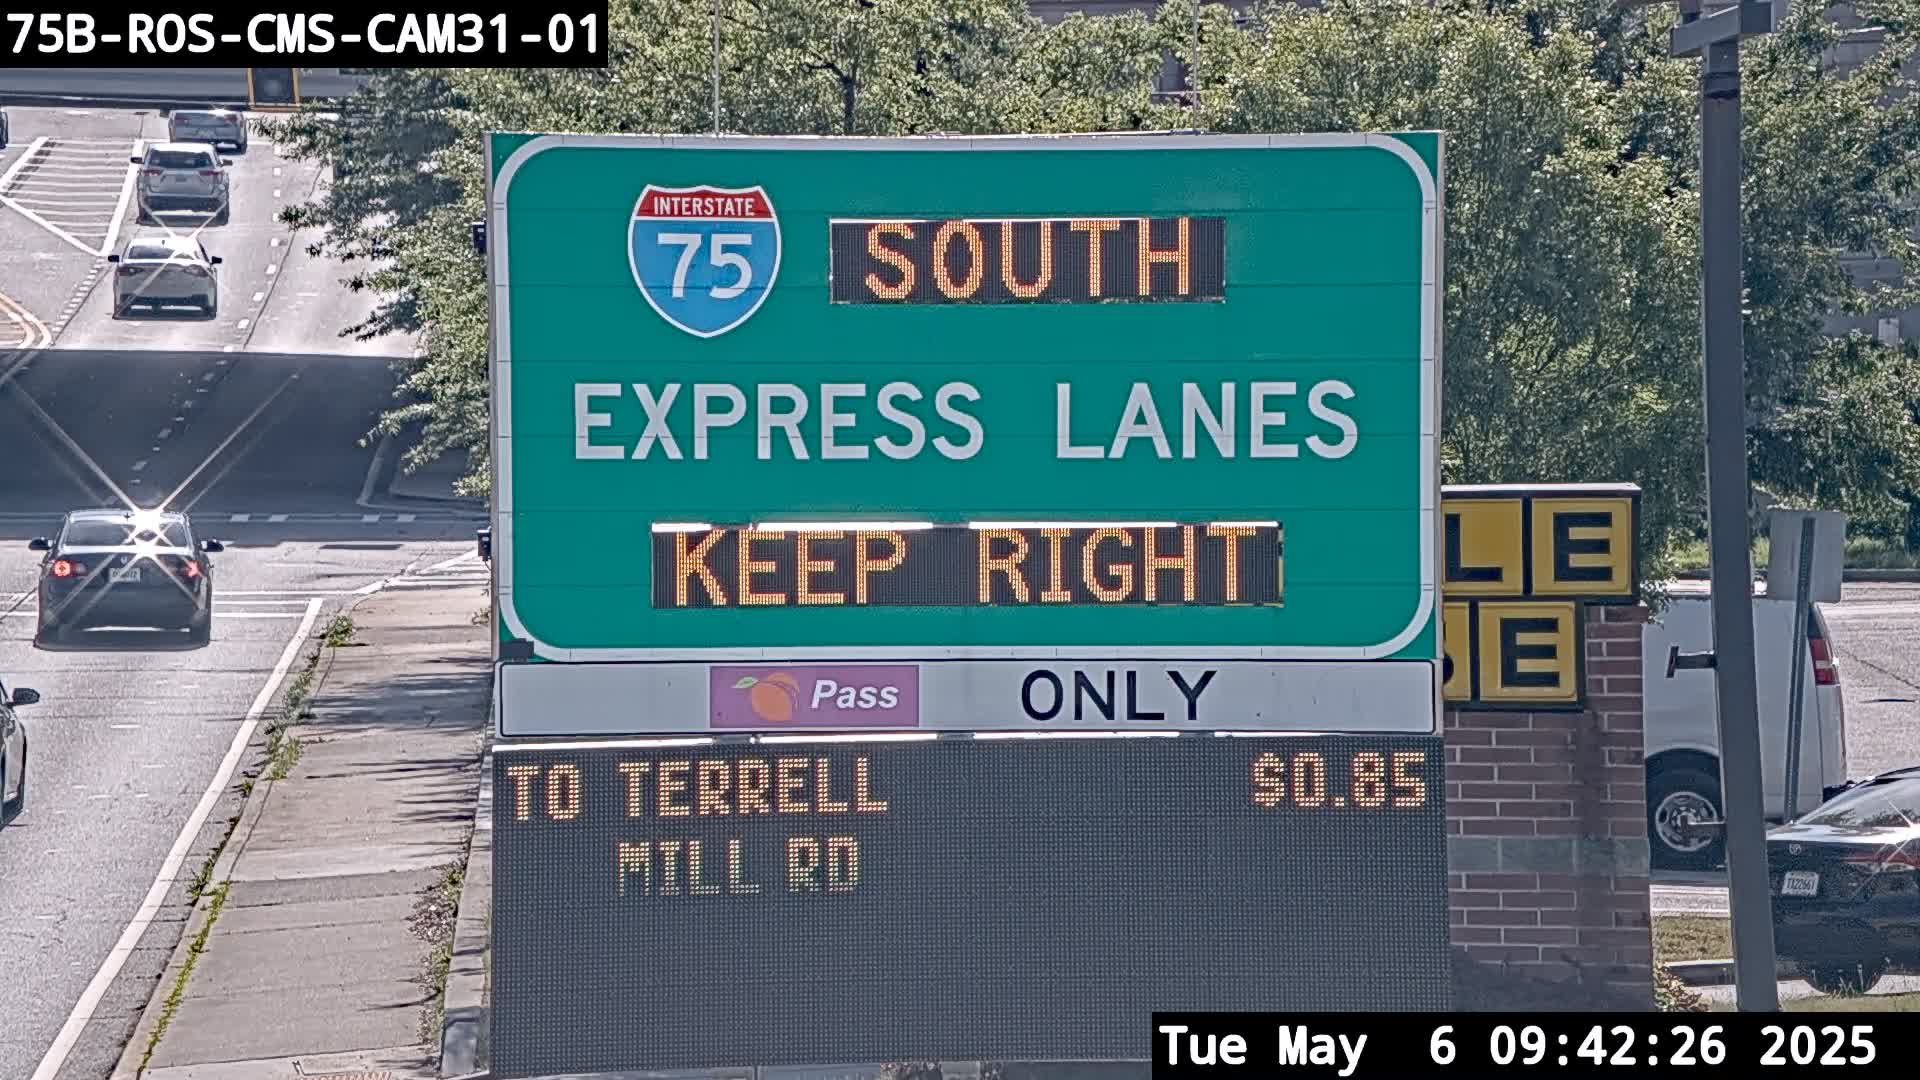 75B-ROS-CMS-CAM31-01
INTERSTATE
75
SOUTH
EXPRESS LANES
KEEP RIGHT
Pass ONLY
TO TERRELL $0.85
MILL RD
LE
E
Tue May 6 09:42:26 2025